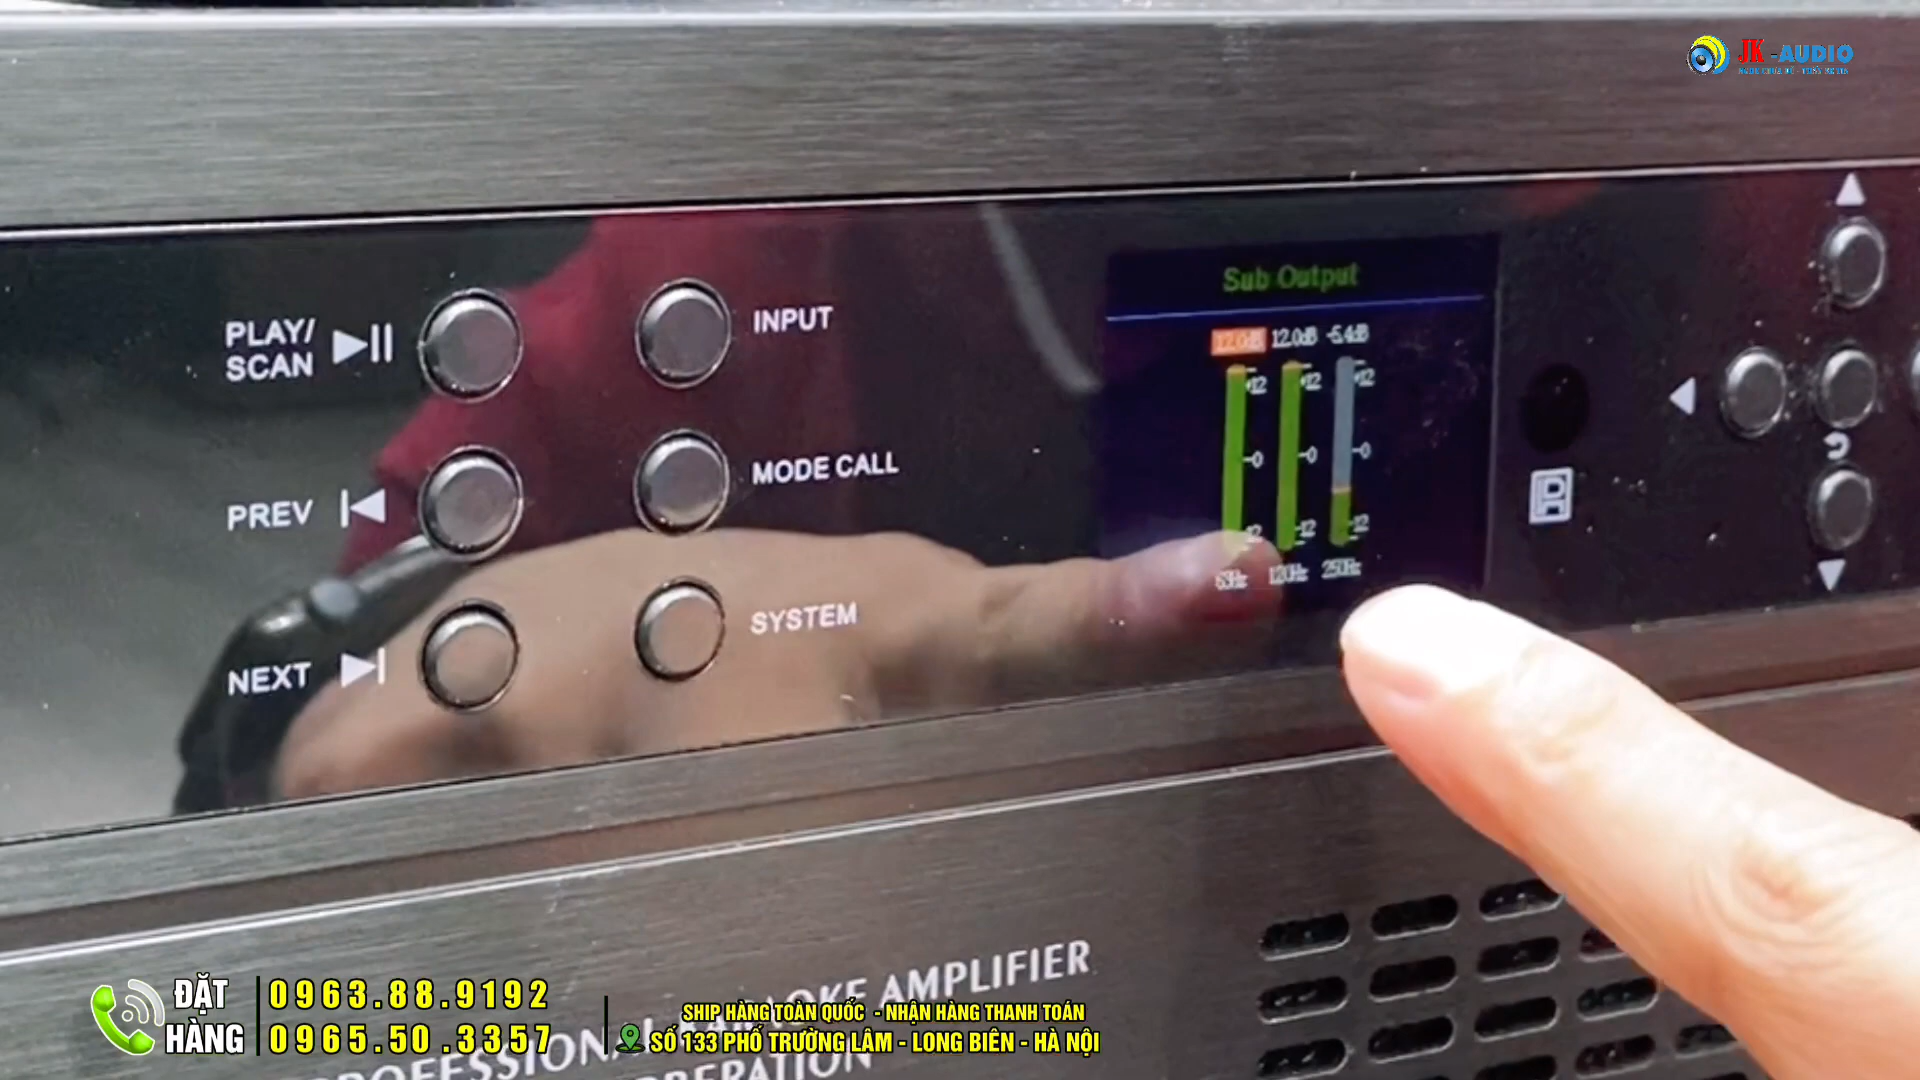 JK-AUDIO
PLAY/
SCAN
INPUT
PREV
MODE CALL
NEXT
SYSTEM
Sub Output
12.0dB 12.0dB -5.4dB
+12 +12 +12
0 0 0
-12 -12 -12
63Hz 120Hz 250Hz
PROFESSIONAL KARAOKE AMPLIFIER
ĐẶT
HÀNG
0963.88.9192
0965.50.3357
SHIP HÀNG TOÀN QUỐC - NHẬN HÀNG THANH TOÁN
SỐ 133 PHỐ TRƯỜNG LÂM - LONG BIÊN - HÀ NỘI